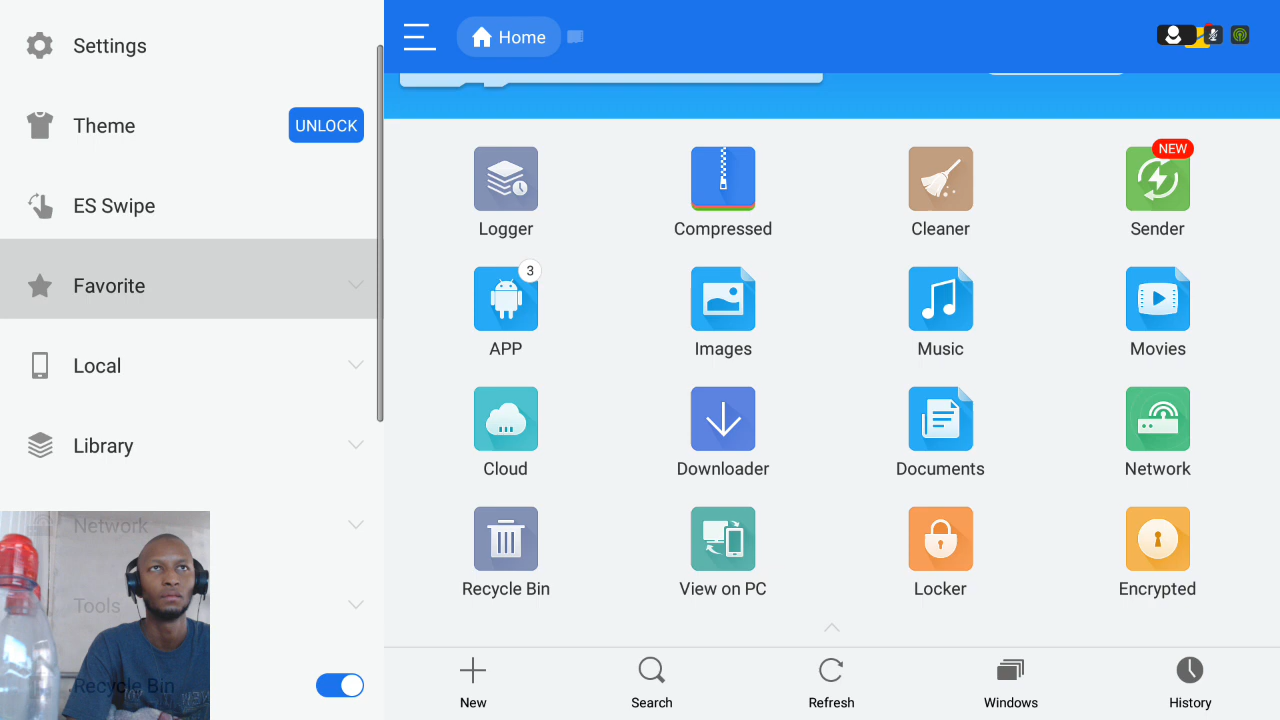 Settings
Theme
UNLOCK
ES Swipe
Favorite
Local
Library
Network
Tools
Recycle Bin
Home
NEW
Logger
Compressed
Cleaner
Sender
3
APP
Images
Music
Movies
Cloud
Downloader
Documents
Network
Recycle Bin
View on PC
Locker
Encrypted
New
Search
Refresh
Windows
History